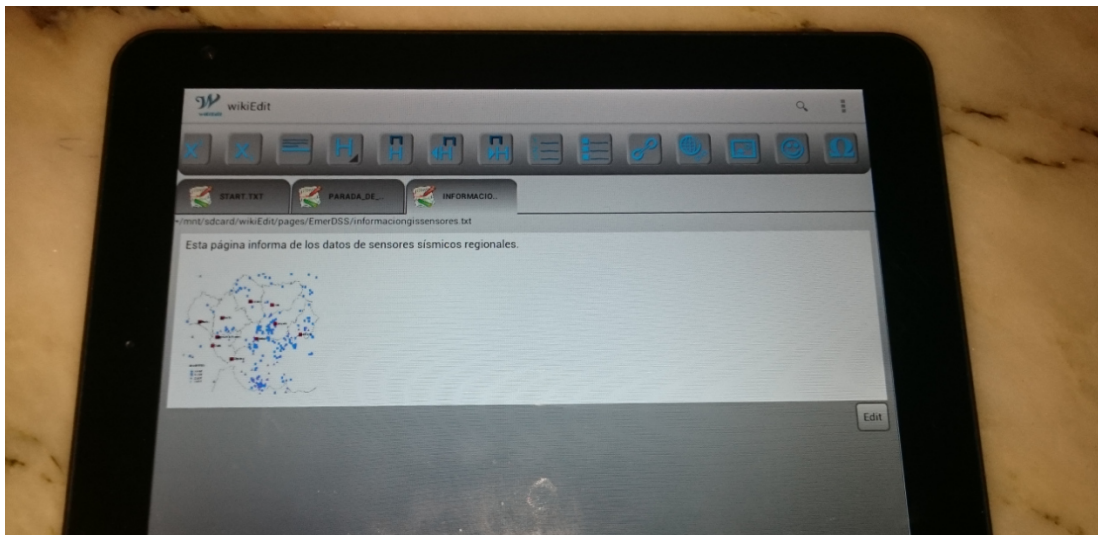 wikiEdit
START.TXT
PARADA_DE_..
INFORMACIO..
/mnt/sdcard/wikiEdit/pages/EmerDSS/informaciongissensores.txt
Esta página informa de los datos de sensores sísmicos regionales.
Edit